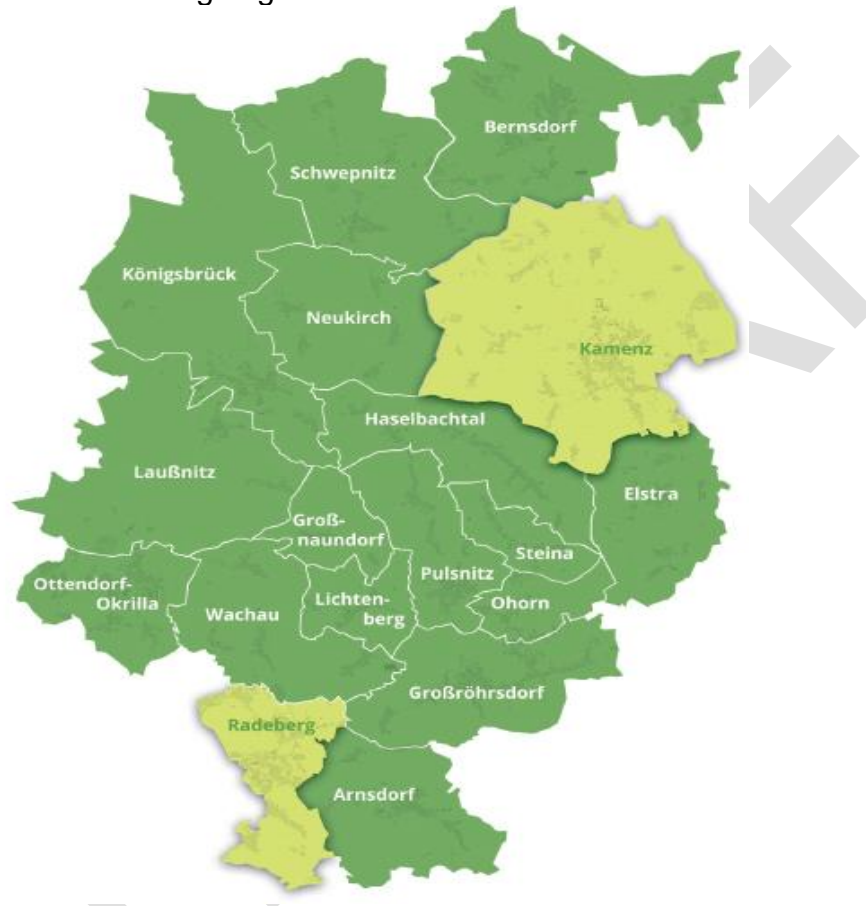 Bernsdorf
Schwepnitz
Königsbrück
Neukirch
Kamenz
Haselbachtal
Laußnitz
Elstra
Groß-
naundorf
Steina
Pulsnitz
Ottendorf-
Okrilla
Lichten-
berg
Ohorn
Wachau
Großröhrsdorf
Radeberg
Arnsdorf